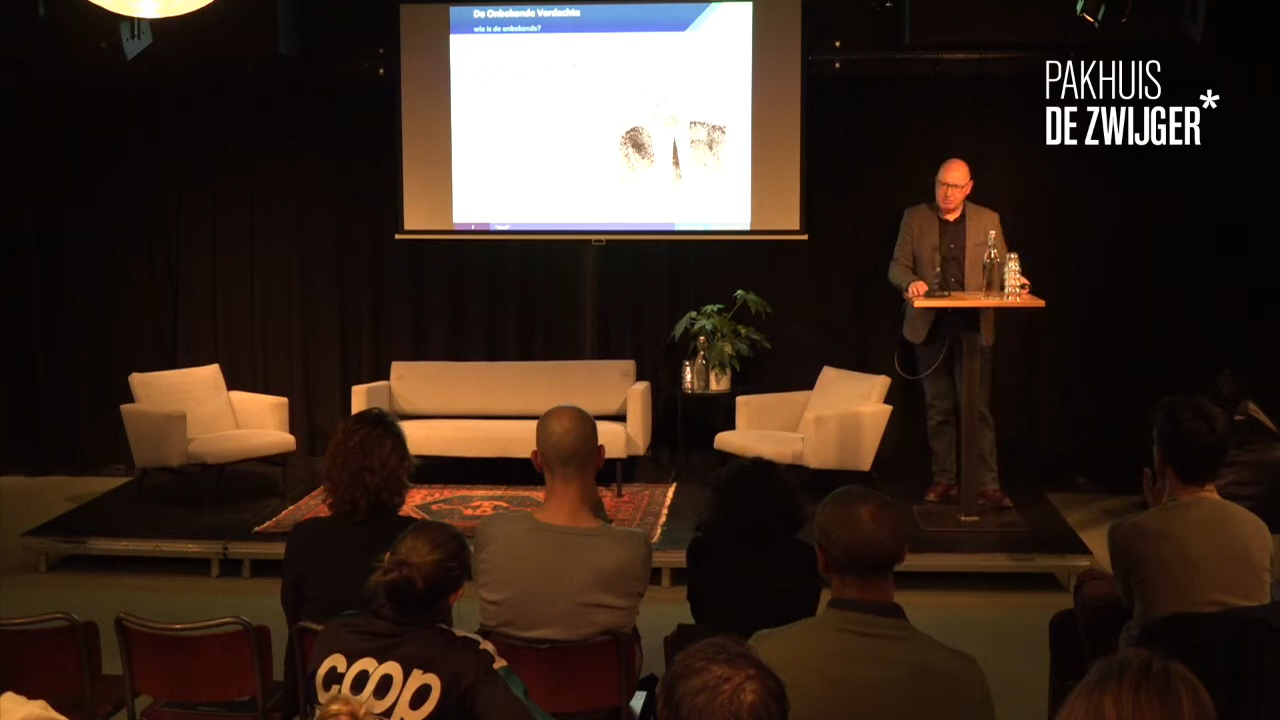 De Onbekende Verdachte
wie is de onbekende?
PAKHUIS
DE ZWIJGER*
coop